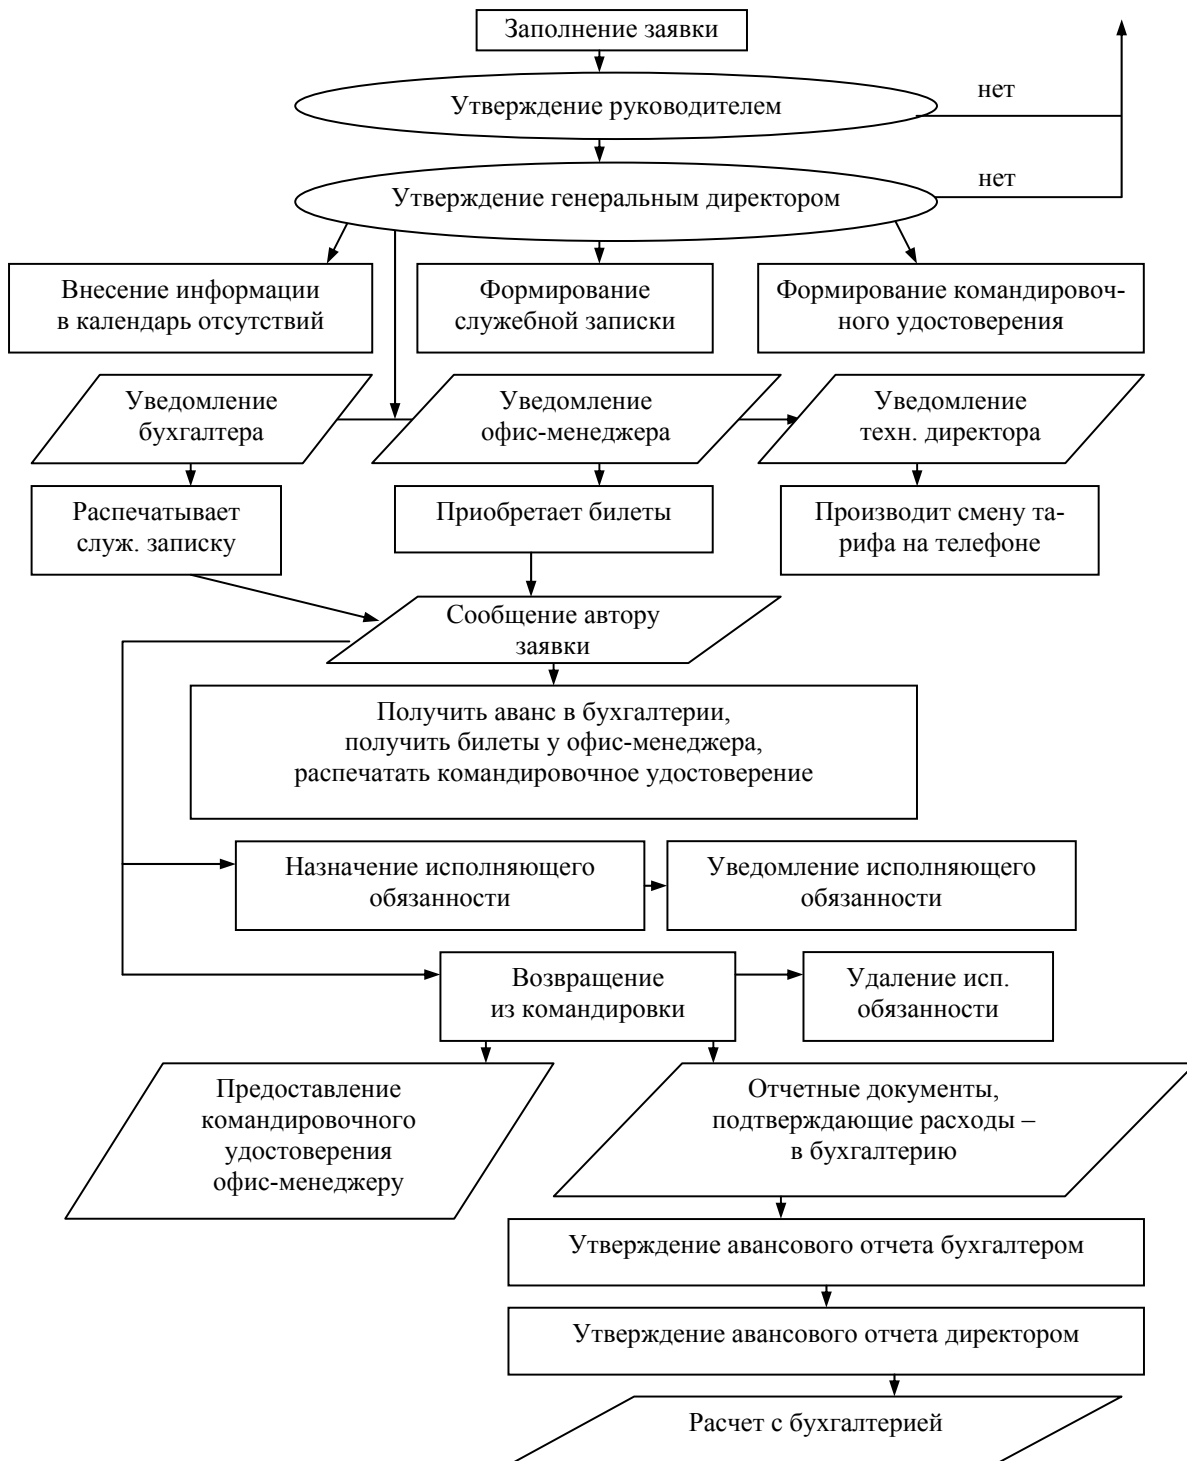 Заполнение заявки
Утверждение руководителем
нет
Утверждение генеральным директором
нет
Внесение информации
в календарь отсутствий
Формирование
служебной записки
Формирование командировоч-
ного удостоверения
Уведомление
бухгалтера
Уведомление
офис-менеджера
Уведомление
техн. директора
Распечатывает
служ. записку
Приобретает билеты
Производит смену та-
рифа на телефоне
Сообщение автору
заявки
Получить аванс в бухгалтерии,
получить билеты у офис-менеджера,
распечатать командировочное удостоверение
Назначение исполняющего
обязанности
Уведомление исполняющего
обязанности
Возвращение
из командировки
Удаление исп.
обязанности
Предоставление
командировочного
удостоверения
офис-менеджеру
Отчетные документы,
подтверждающие расходы –
в бухгалтерию
Утверждение авансового отчета бухгалтером
Утверждение авансового отчета директором
Расчет с бухгалтерией